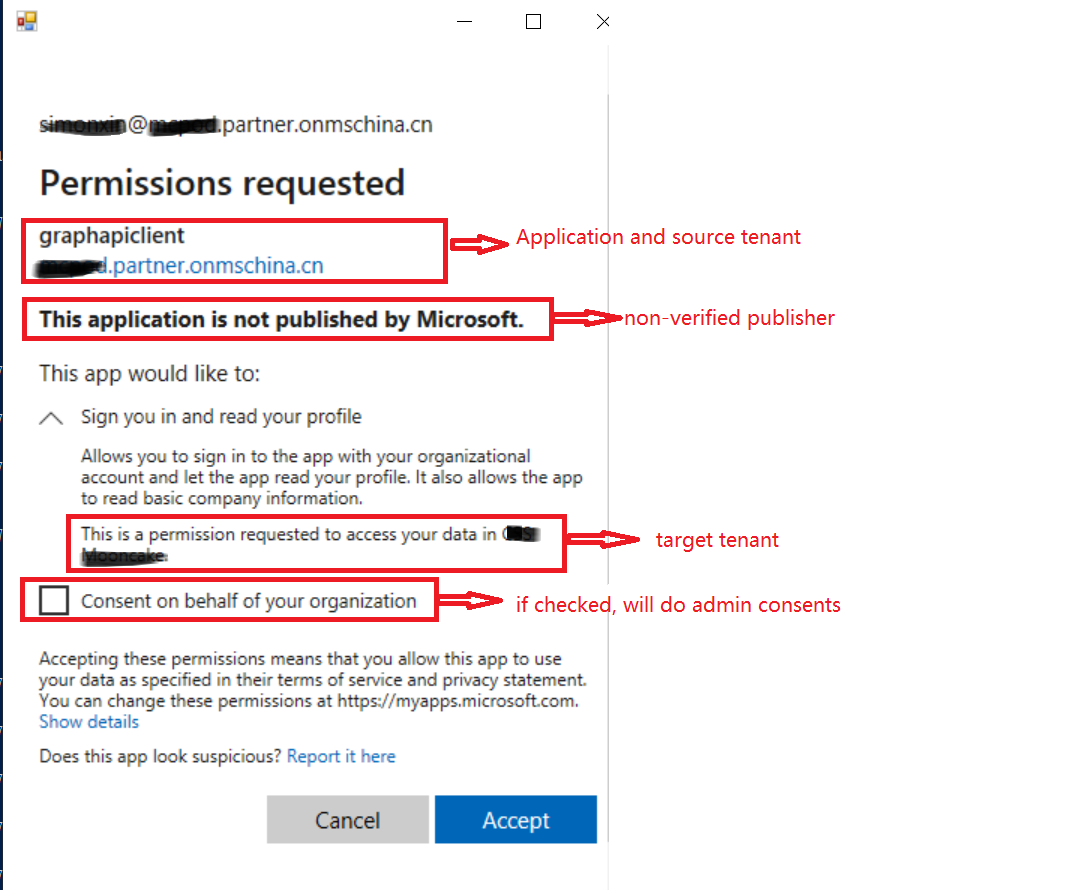 @.partner.onmschina.cn
Permissions requested
graphapiclient
Application and source tenant
.partner.onmschina.cn
This application is not published by Microsoft.
non-verified publisher
This app would like to:
Sign you in and read your profile
Allows you to sign in to the app with your organizational
account and let the app read your profile. It also allows the app
to read basic company information.
This is a permission requested to access your data in
target tenant
Consent on behalf of your organization
if checked, will do admin consents
Accepting these permissions means that you allow this app to use
your data as specified in their terms of service and privacy statement.
You can change these permissions at https://myapps.microsoft.com.
Show details
Does this app look suspicious? Report it here
Cancel
Accept